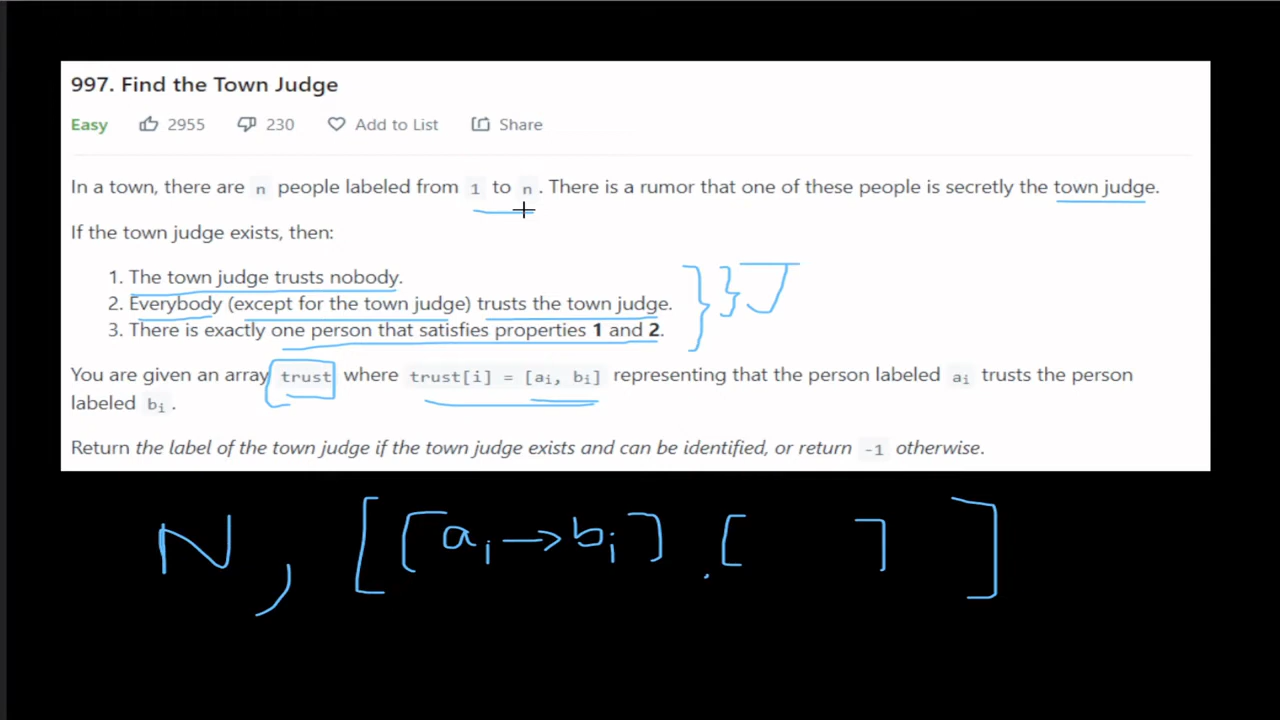 997. Find the Town Judge
Easy 2955 230 Add to List Share
In a town, there are n people labeled from 1 to n. There is a rumor that one of these people is secretly the town judge.
If the town judge exists, then:
1. The town judge trusts nobody.
2. Everybody (except for the town judge) trusts the town judge.
3. There is exactly one person that satisfies properties 1 and 2.
J
You are given an array trust where trust[i] = [ai, bi] representing that the person labeled ai trusts the person
labeled bi.
Return the label of the town judge if the town judge exists and can be identified, or return -1 otherwise.
N, [[ai→bi].[ ]]